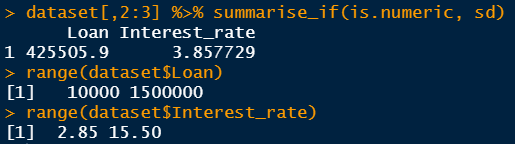 > dataset[,2:3] %>% summarise_if(is.numeric, sd)
      Loan Interest_rate
1 425505.9      3.857729
> range(dataset$Loan)
[1]   10000 1500000
> range(dataset$Interest_rate)
[1]  2.85 15.50